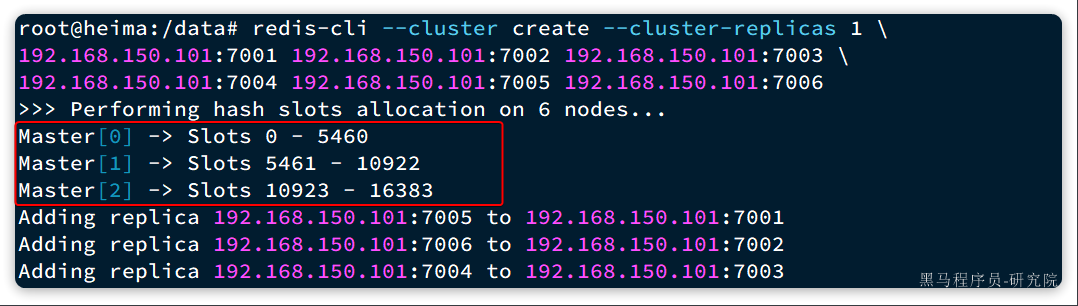 root@heima:/data# redis-cli --cluster create --cluster-replicas 1 \
192.168.150.101:7001 192.168.150.101:7002 192.168.150.101:7003 \
192.168.150.101:7004 192.168.150.101:7005 192.168.150.101:7006
>>> Performing hash slots allocation on 6 nodes...
Master[0] -> Slots 0 - 5460
Master[1] -> Slots 5461 - 10922
Master[2] -> Slots 10923 - 16383
Adding replica 192.168.150.101:7005 to 192.168.150.101:7001
Adding replica 192.168.150.101:7006 to 192.168.150.101:7002
Adding replica 192.168.150.101:7004 to 192.168.150.101:7003
黑马程序员-研究院